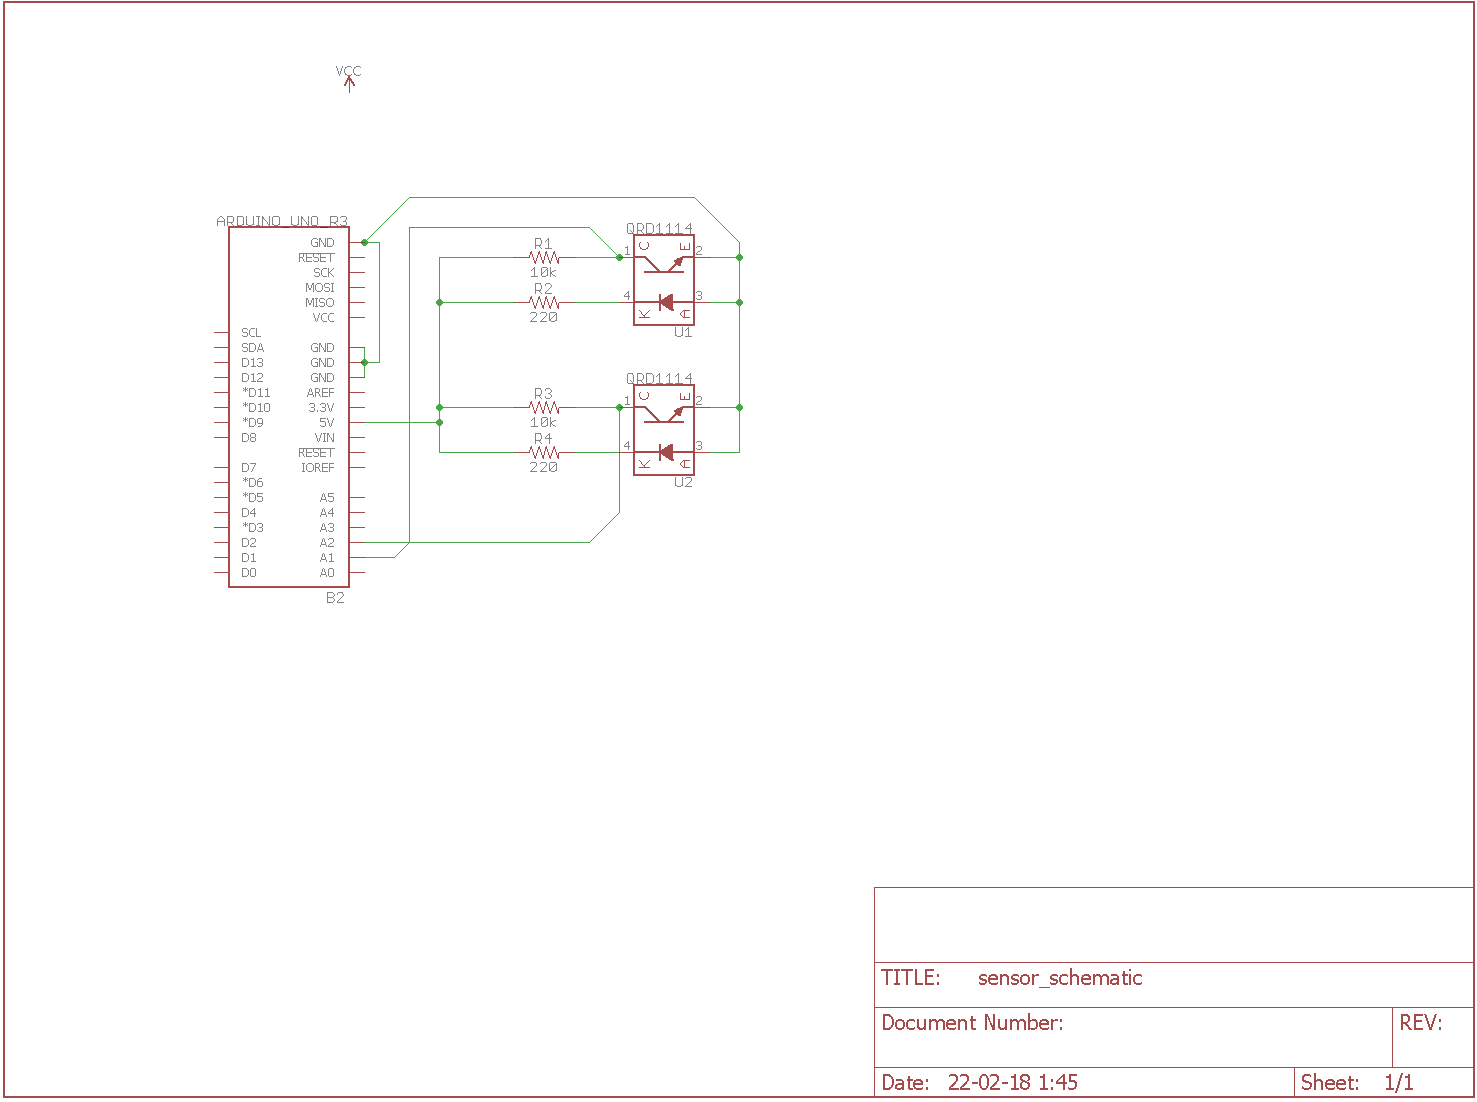 VCC
ARDUINO_UNO_R3
GND
RESET
SCK
MOSI
MISO
VCC
SCL
SDA GND
D13 GND
D12 GND
*D11 AREF
*D10 3.3V
*D9 5V
D8 VIN
RESET
D7 IOREF
*D6
*D5 A5
D4 A4
*D3 A3
D2 A2
D1 A1
D0 A0
B2
R1
10k
R2
220
QRD1114
1 C E 2
4 K A 3
U1
R3
10k
R4
220
QRD1114
1 C E 2
4 K A 3
U2
TITLE: sensor_schematic
Document Number: REV:
Date: 22-02-18 1:45 Sheet: 1/1